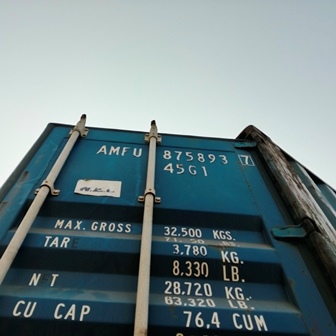 AMFU 875893 7
45G1
MAX. GROSS 32.500 KGS.
TARE 3.780 KG.
8.330 LB.
N T 28.720 KG.
63.320 LB.
CU CAP 76.4 CUM